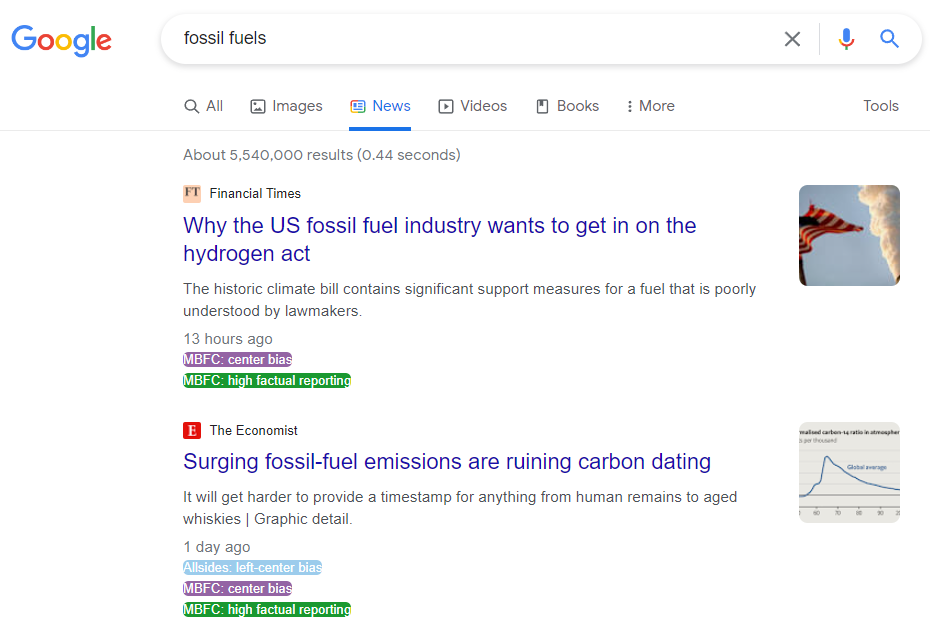 Google
fossil fuels
All Images News Videos Books More Tools
About 5,540,000 results (0.44 seconds)
FT Financial Times
Why the US fossil fuel industry wants to get in on the
hydrogen act
The historic climate bill contains significant support measures for a fuel that is poorly
understood by lawmakers.
13 hours ago
MBFC: center bias
MBFC: high factual reporting
E The Economist
Surging fossil-fuel emissions are ruining carbon dating
It will get harder to provide a timestamp for anything from human remains to aged
whiskies | Graphic detail.
1 day ago
Allsides: left-center bias
MBFC: center bias
MBFC: high factual reporting
malised carbon-14 ratio in atmospher
s per thousand
Global average
60 70 80 90